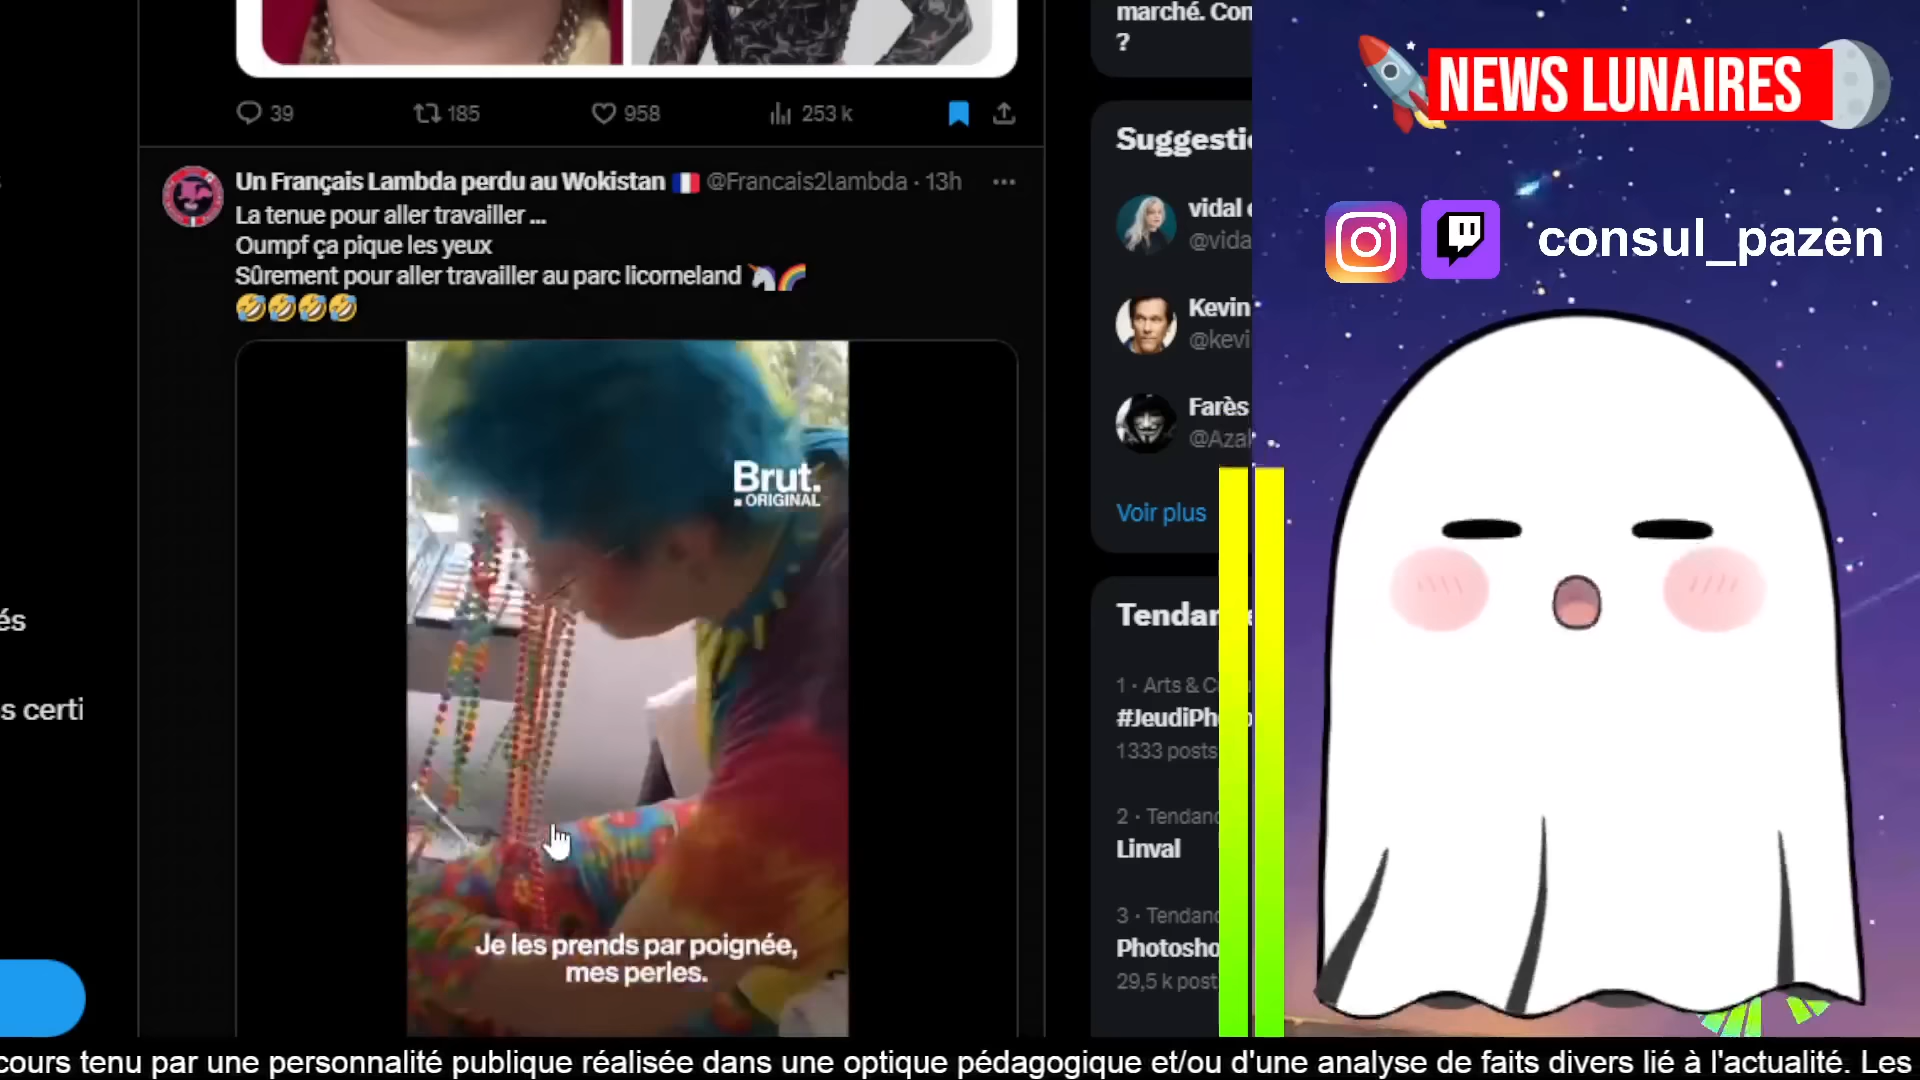 marché. Con
?
39
185
958
253 k
NEWS LUNAIRES
Suggesti
Un Français Lambda perdu au Wokistan @Francais2lambda · 13h
La tenue pour aller travailler ...
Oumpf ça pique les yeux
Sûrement pour aller travailler au parc licorneland
vidal
@vida
consul_pazen
Kevin
@kevi
Farès
@Azal
Brut.
ORIGINAL
Voir plus
és
Tendan
1 · Arts & C
#JeudiPh
1333 posts
s certi
2 · Tendanc
Linval
3 · Tendanc
Photosho
29,5 k post
Je les prends par poignée,
mes perles.
cours tenu par une personnalité publique réalisée dans une optique pédagogique et/ou d'une analyse de faits divers lié à l'actualité. Les